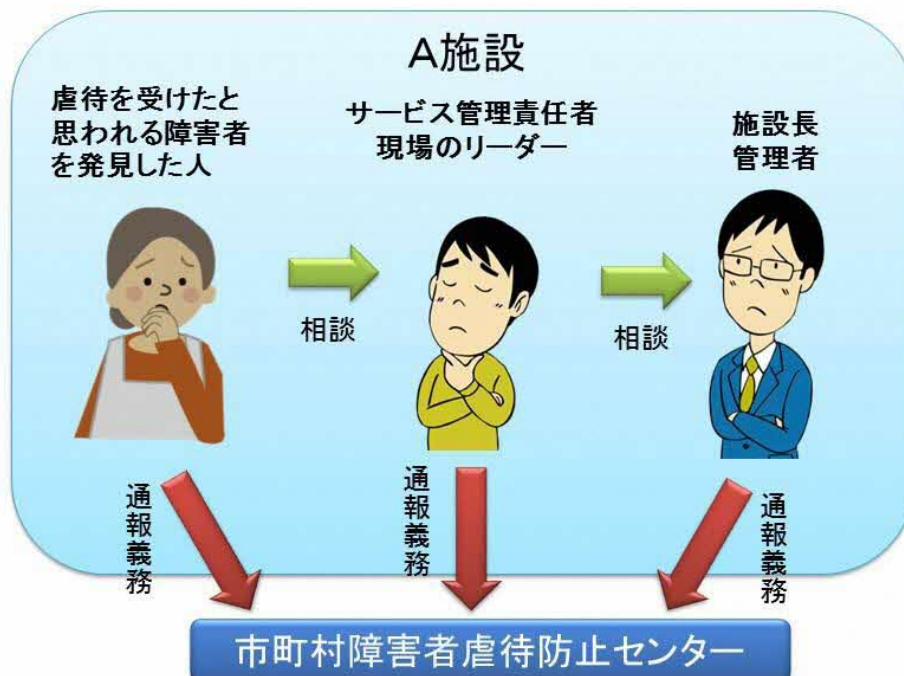 A施設
虐待を受けたと
思われる障害者
を発見した人
サービス管理責任者
現場のリーダー
施設長
管理者
相談
相談
通報義務
通報義務
通報義務
市町村障害者虐待防止センター